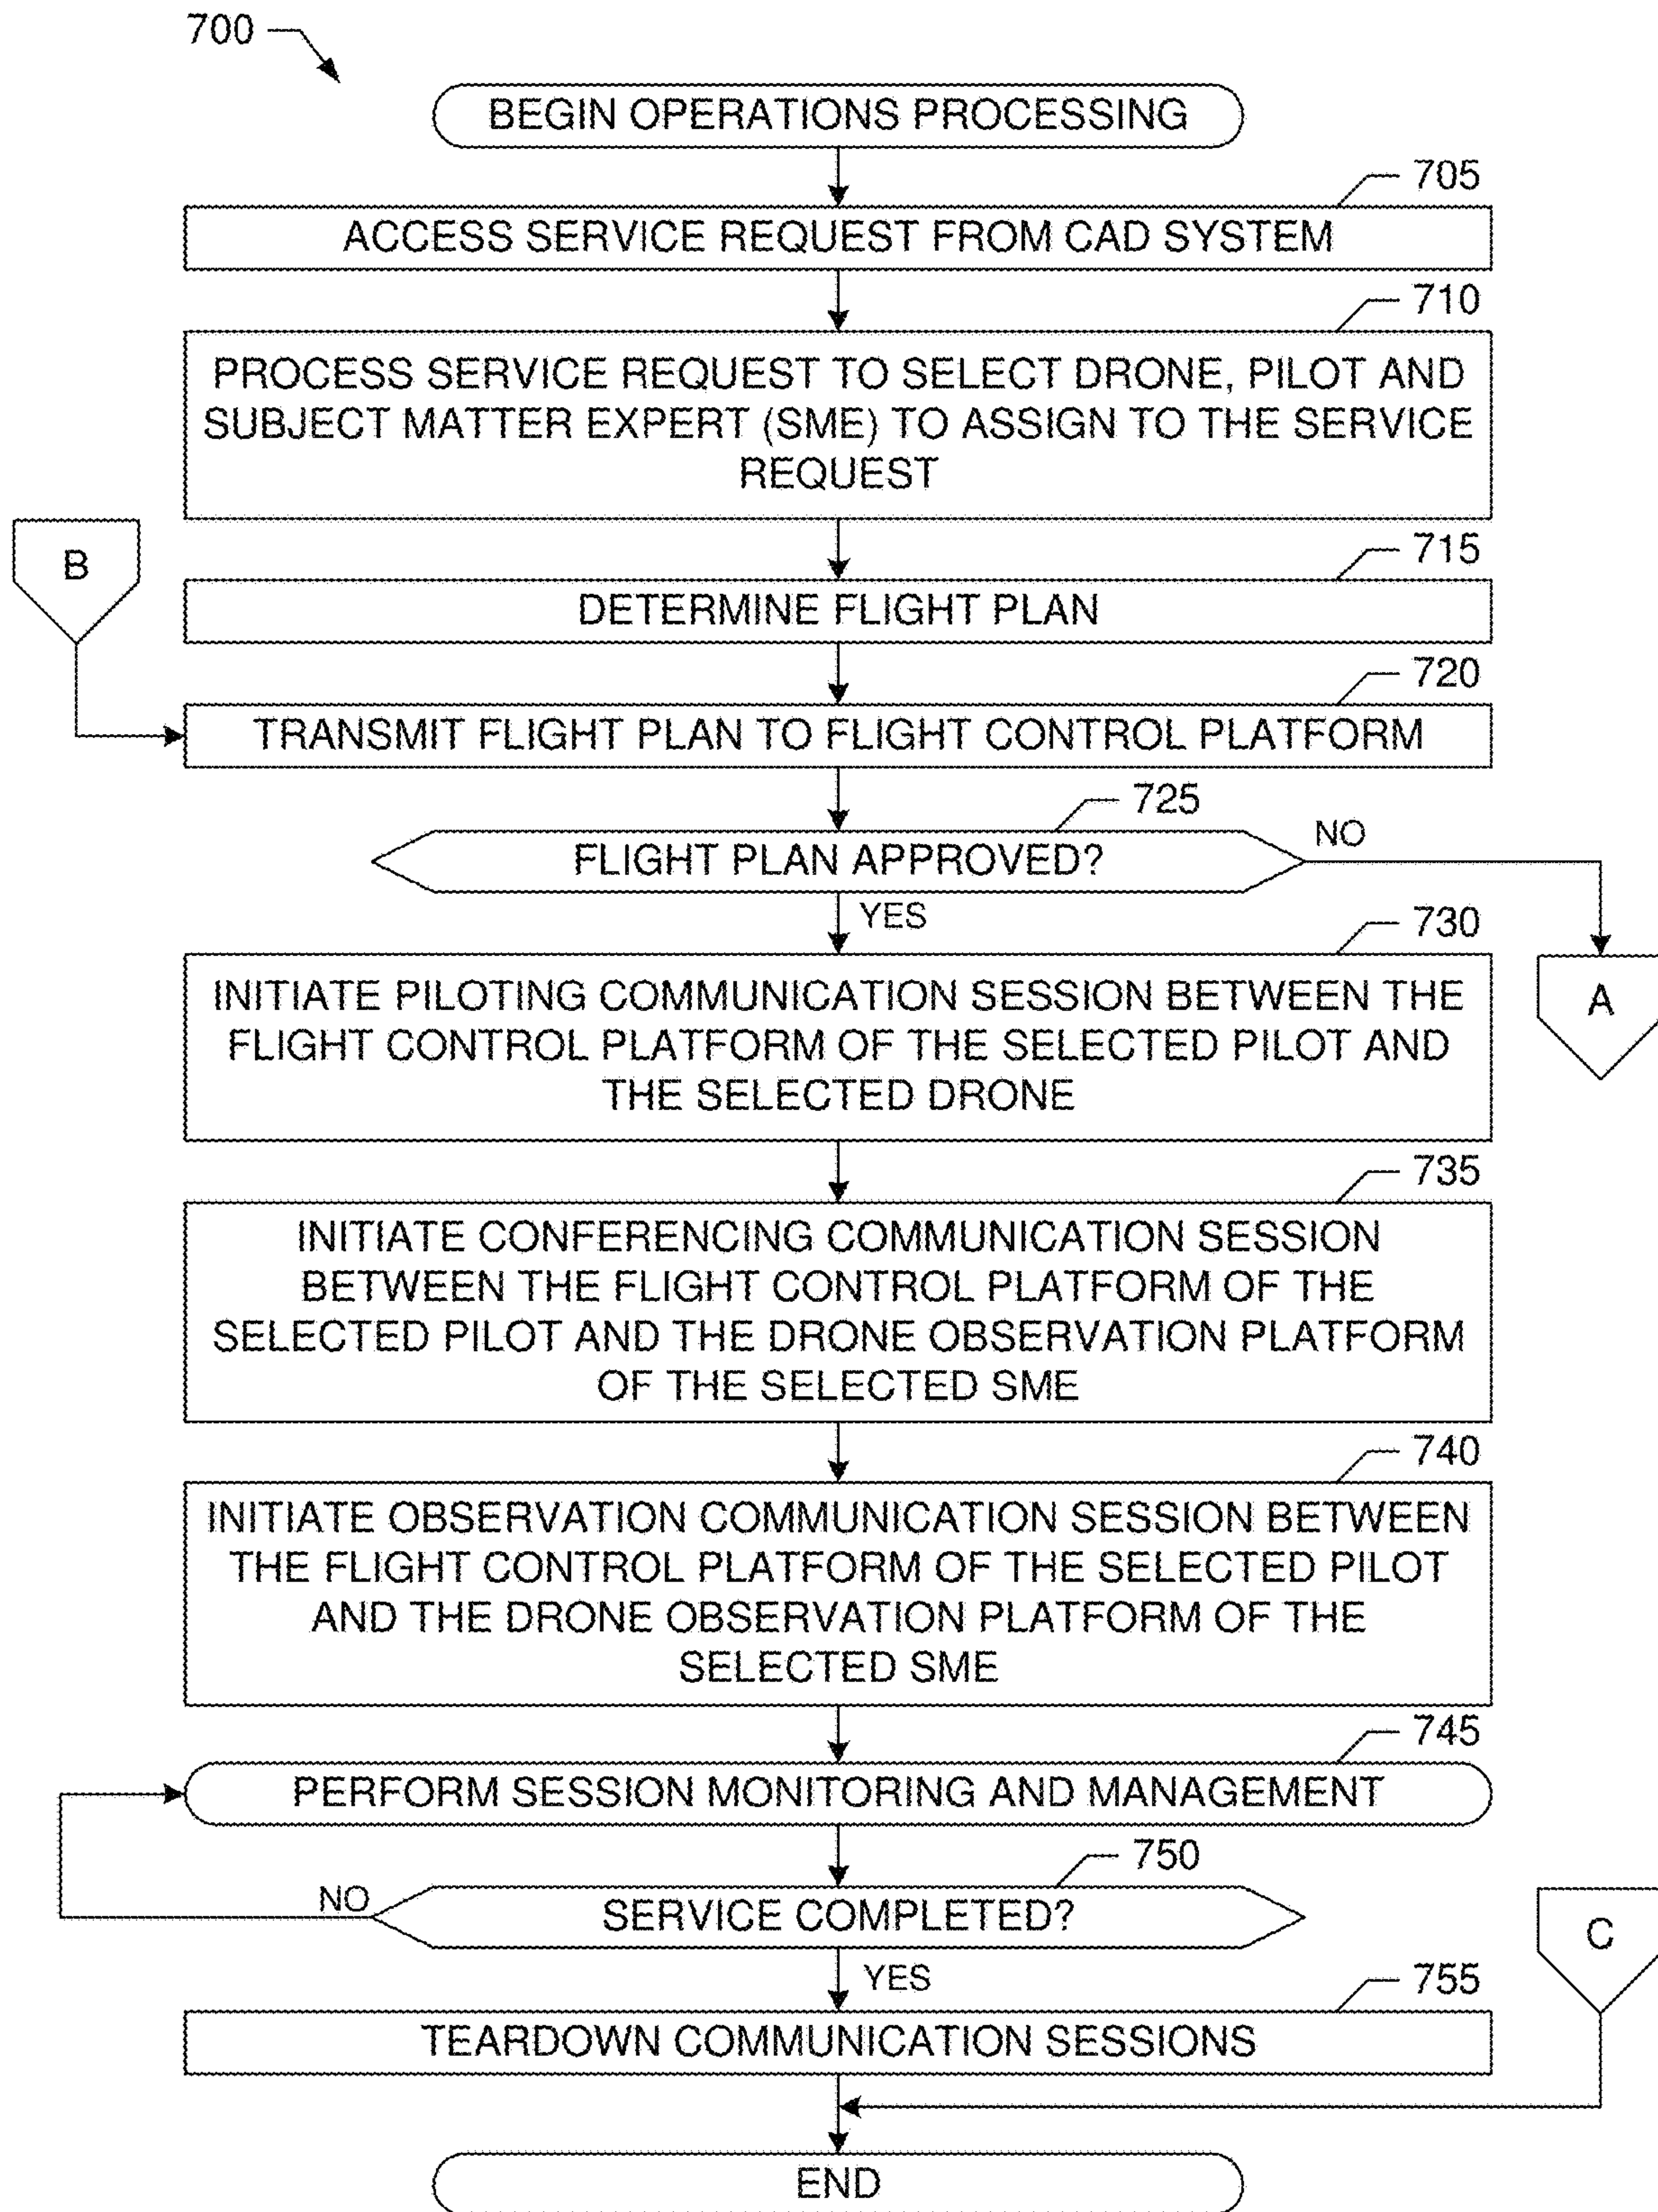 700
BEGIN OPERATIONS PROCESSING
705
ACCESS SERVICE REQUEST FROM CAD SYSTEM
710
PROCESS SERVICE REQUEST TO SELECT DRONE, PILOT AND
SUBJECT MATTER EXPERT (SME) TO ASSIGN TO THE SERVICE
REQUEST
B
715
DETERMINE FLIGHT PLAN
720
TRANSMIT FLIGHT PLAN TO FLIGHT CONTROL PLATFORM
725
FLIGHT PLAN APPROVED?
NO
YES
730
INITIATE PILOTING COMMUNICATION SESSION BETWEEN THE
FLIGHT CONTROL PLATFORM OF THE SELECTED PILOT AND
THE SELECTED DRONE
A
735
INITIATE CONFERENCING COMMUNICATION SESSION
BETWEEN THE FLIGHT CONTROL PLATFORM OF THE
SELECTED PILOT AND THE DRONE OBSERVATION PLATFORM
OF THE SELECTED SME
740
INITIATE OBSERVATION COMMUNICATION SESSION BETWEEN
THE FLIGHT CONTROL PLATFORM OF THE SELECTED PILOT
AND THE DRONE OBSERVATION PLATFORM OF THE
SELECTED SME
745
PERFORM SESSION MONITORING AND MANAGEMENT
750
NO
SERVICE COMPLETED?
C
YES
755
TEARDOWN COMMUNICATION SESSIONS
END